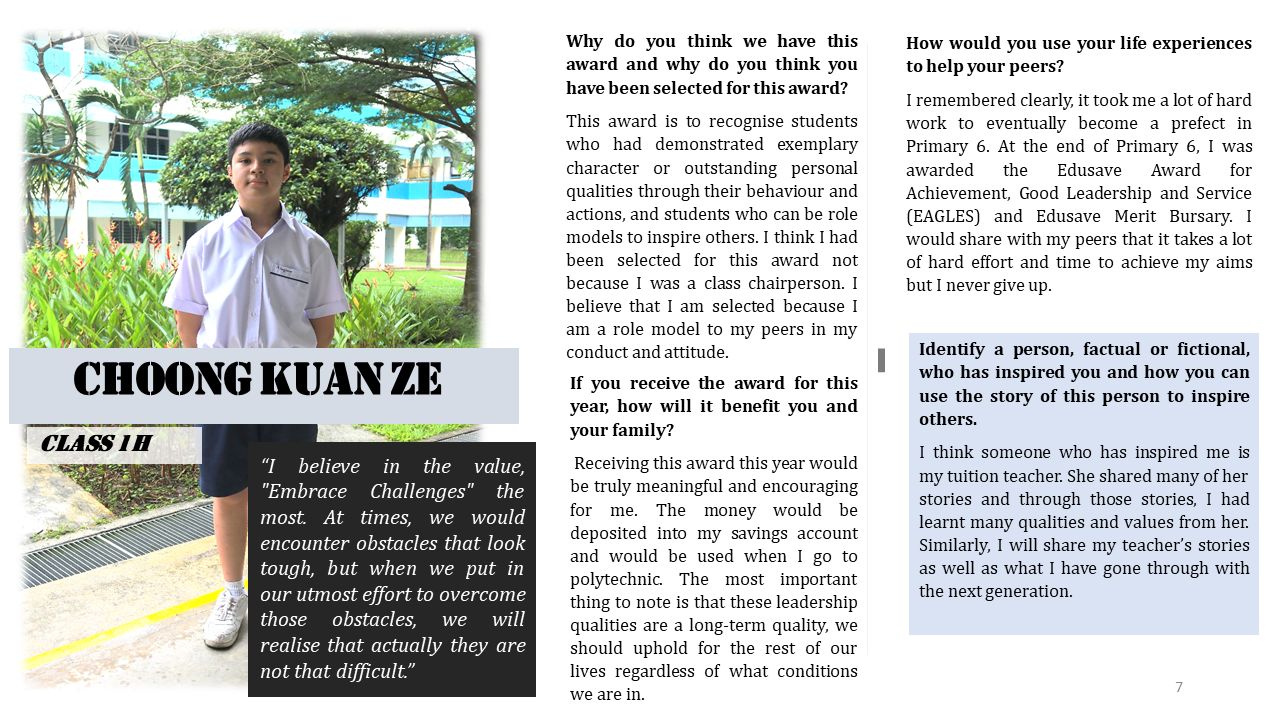 CHOONG KUAN ZE
CLASS 1H
“I believe in the value,
"Embrace Challenges" the
most. At times, we would
encounter obstacles that look
tough, but when we put in
our utmost effort to overcome
those obstacles, we will
realise that actually they are
not that difficult.”
Why do you think we have this
award and why do you think you
have been selected for this award?
This award is to recognise students
who had demonstrated exemplary
character or outstanding personal
qualities through their behaviour and
actions, and students who can be role
models to inspire others. I think I had
been selected for this award not
because I was a class chairperson. I
believe that I am selected because I
am a role model to my peers in my
conduct and attitude.
If you receive the award for this
year, how will it benefit you and
your family?
Receiving this award this year would
be truly meaningful and encouraging
for me. The money would be
deposited into my savings account
and would be used when I go to
polytechnic. The most important
thing to note is that these leadership
qualities are a long-term quality, we
should uphold for the rest of our
lives regardless of what conditions
we are in.
How would you use your life experiences
to help your peers?
I remembered clearly, it took me a lot of hard
work to eventually become a prefect in
Primary 6. At the end of Primary 6, I was
awarded the Edusave Award for
Achievement, Good Leadership and Service
(EAGLES) and Edusave Merit Bursary. I
would share with my peers that it takes a lot
of hard effort and time to achieve my aims
but I never give up.
Identify a person, factual or fictional,
who has inspired you and how you can
use the story of this person to inspire
others.
I think someone who has inspired me is
my tuition teacher. She shared many of her
stories and through those stories, I had
learnt many qualities and values from her.
Similarly, I will share my teacher’s stories
as well as what I have gone through with
the next generation.
7